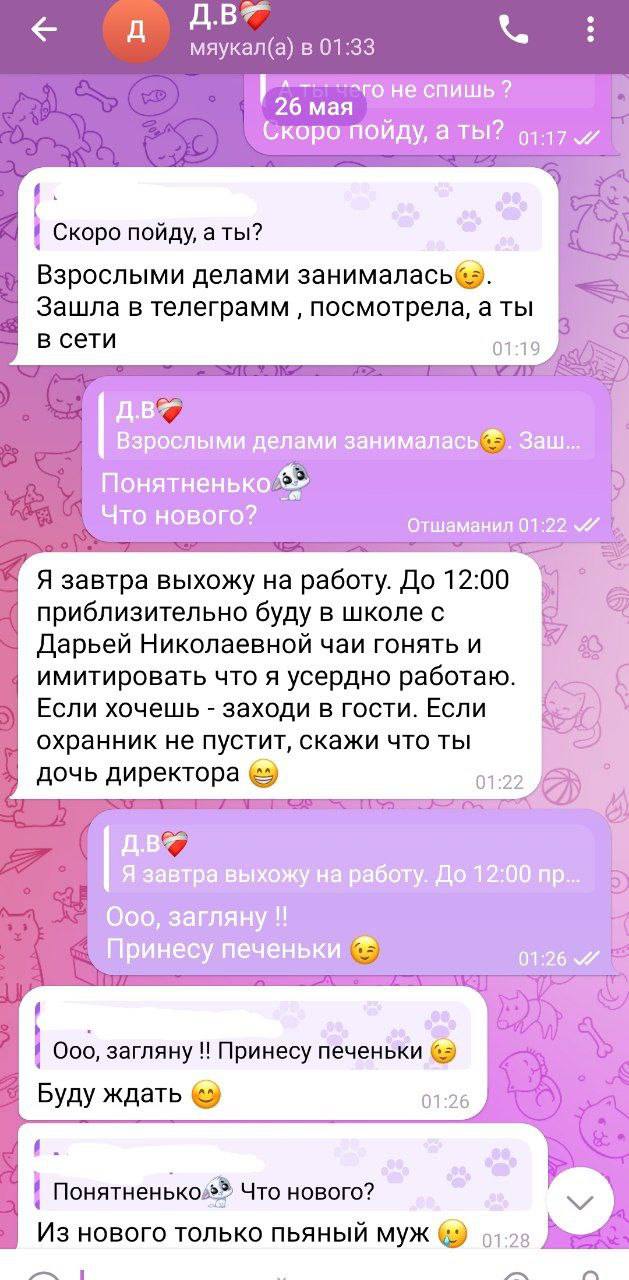 Д.В❤️‍🩹
Д
мяукал(а) в 01:33
А ты чего не спишь ?
26 мая
Скоро пойду, а ты? 01:17
Скоро пойду, а ты?
Взрослыми делами занималась😉.
Зашла в телеграмм , посмотрела, а ты
в сети
01:19
Д.В❤️‍🩹
Взрослыми делами занималась😉. Заш...
Понятненько
Что нового?
Отшаманил 01:22
Я завтра выхожу на работу. До 12:00
приблизительно буду в школе с
Дарьей Николаевной чаи гонять и
имитировать что я усердно работаю.
Если хочешь - заходи в гости. Если
охранник не пустит, скажи что ты
дочь директора 😁
01:22
Д.В❤️‍🩹
Я завтра выхожу на работу. До 12:00 пр...
Ооо, загляну !!
Принесу печеньки 😉
01:26
Ооо, загляну !! Принесу печеньки 😉
Буду ждать 😊
01:26
Понятненько Что нового?
Из нового только пьяный муж 🥲
01:28